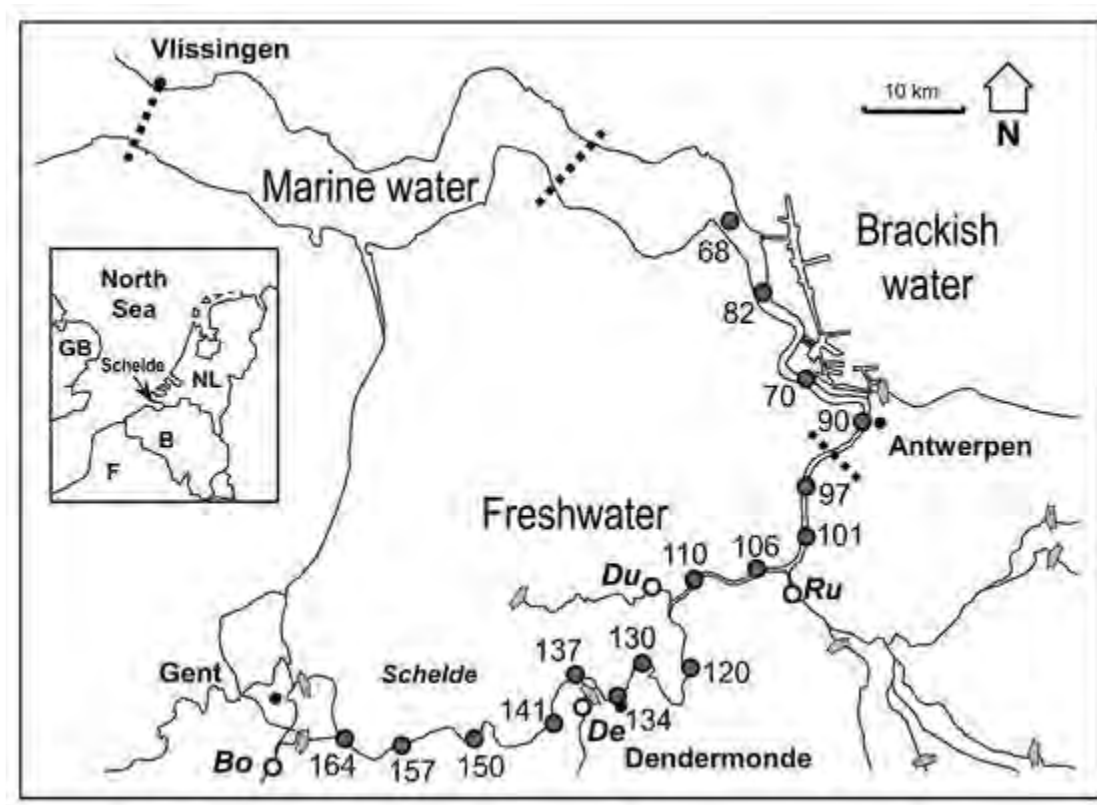 Vlissingen
10 km
N
Marine water
Brackish
water
68
82
70
90
Antwerpen
97
101
106
110
Freshwater
Du
Ru
North
Sea
GB
Schelde
NL
B
F
130
137
120
Gent
Schelde
141
De
134
Dendermonde
Bo
164
157
150